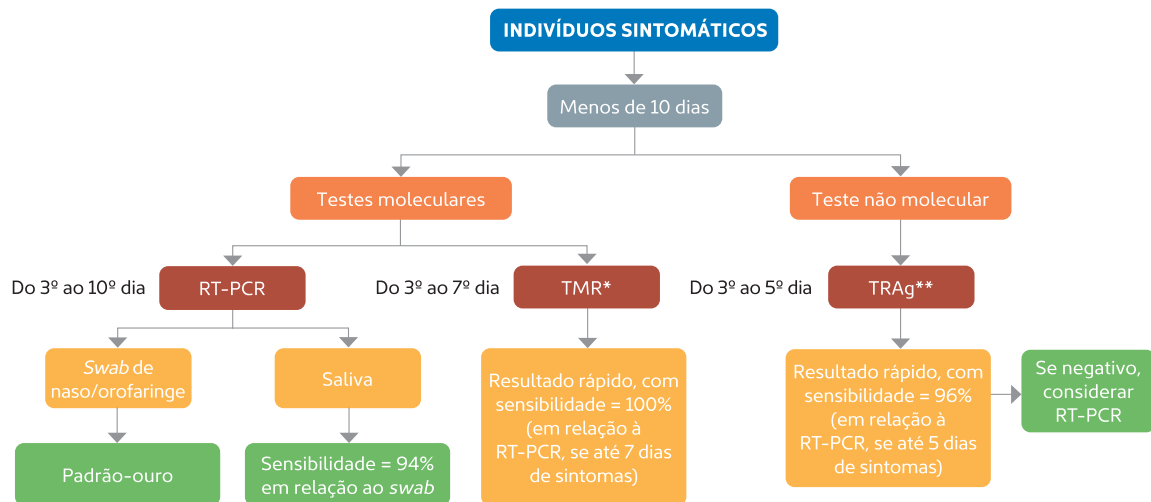 INDIVÍDUOS SINTOMÁTICOS
Menos de 10 dias
Testes moleculares
Teste não molecular
Do 3º ao 10º dia
RT-PCR
Do 3º ao 7º dia
TMR*
Do 3º ao 5º dia
TRAg**
Swab de
naso/orofaringe
Saliva
Resultado rápido, com
sensibilidade = 100%
(em relação à
RT-PCR, se até 7 dias
de sintomas)
Resultado rápido, com
sensibilidade = 96%
(em relação à
RT-PCR, se até 5 dias
de sintomas)
Se negativo,
considerar
RT-PCR
Padrão-ouro
Sensibilidade = 94%
em relação ao swab